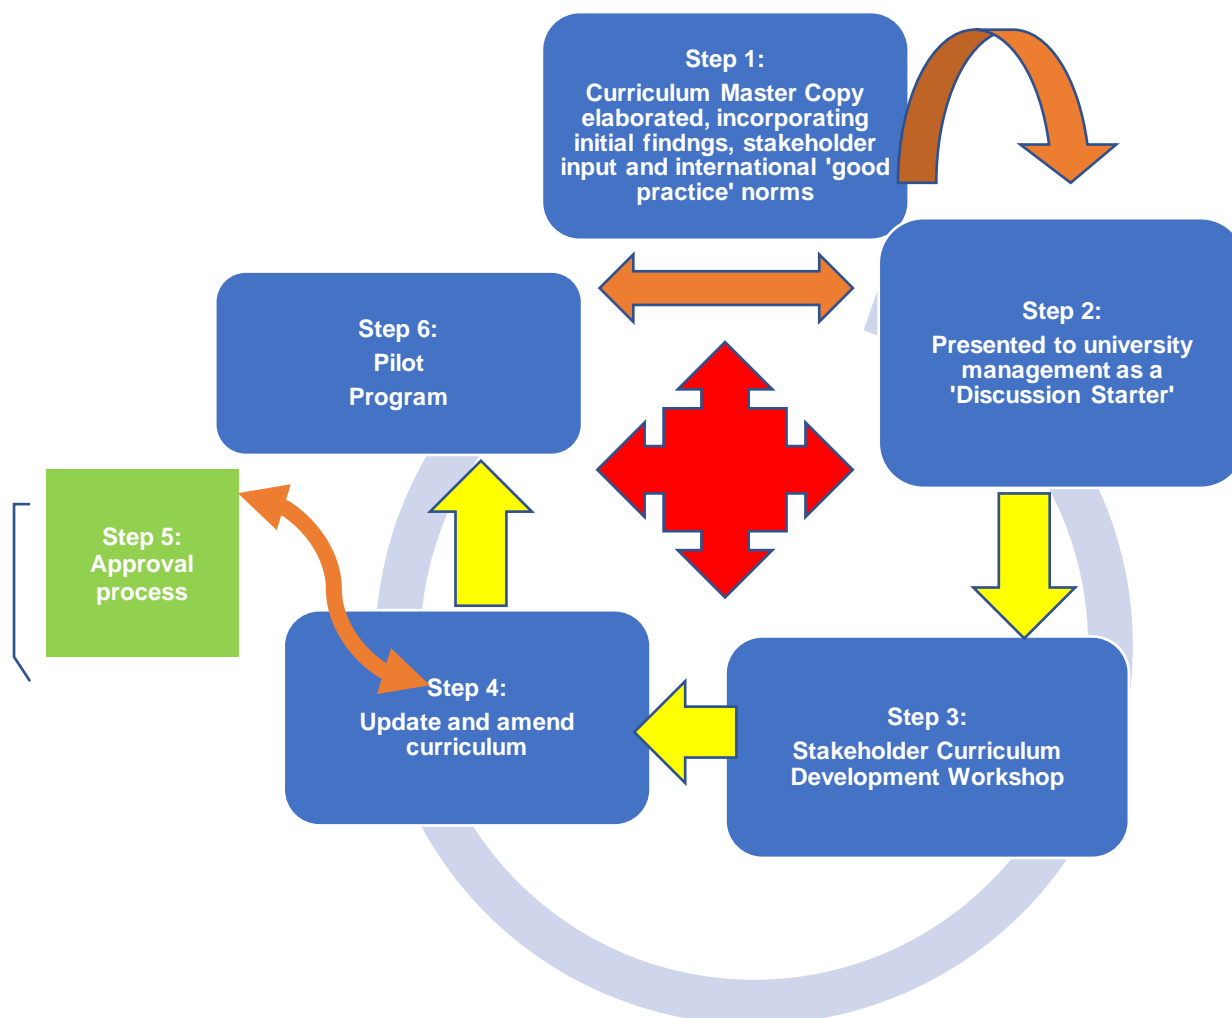 Step 1:
Curriculum Master Copy
elaborated, incorporating
initial findngs, stakeholder
input and international 'good
practice' norms
Step 2:
Presented to university
management as a
'Discussion Starter'
Step 3:
Stakeholder Curriculum
Development Workshop
Step 4:
Update and amend
curriculum
Step 5:
Approval
process
Step 6:
Pilot
Program